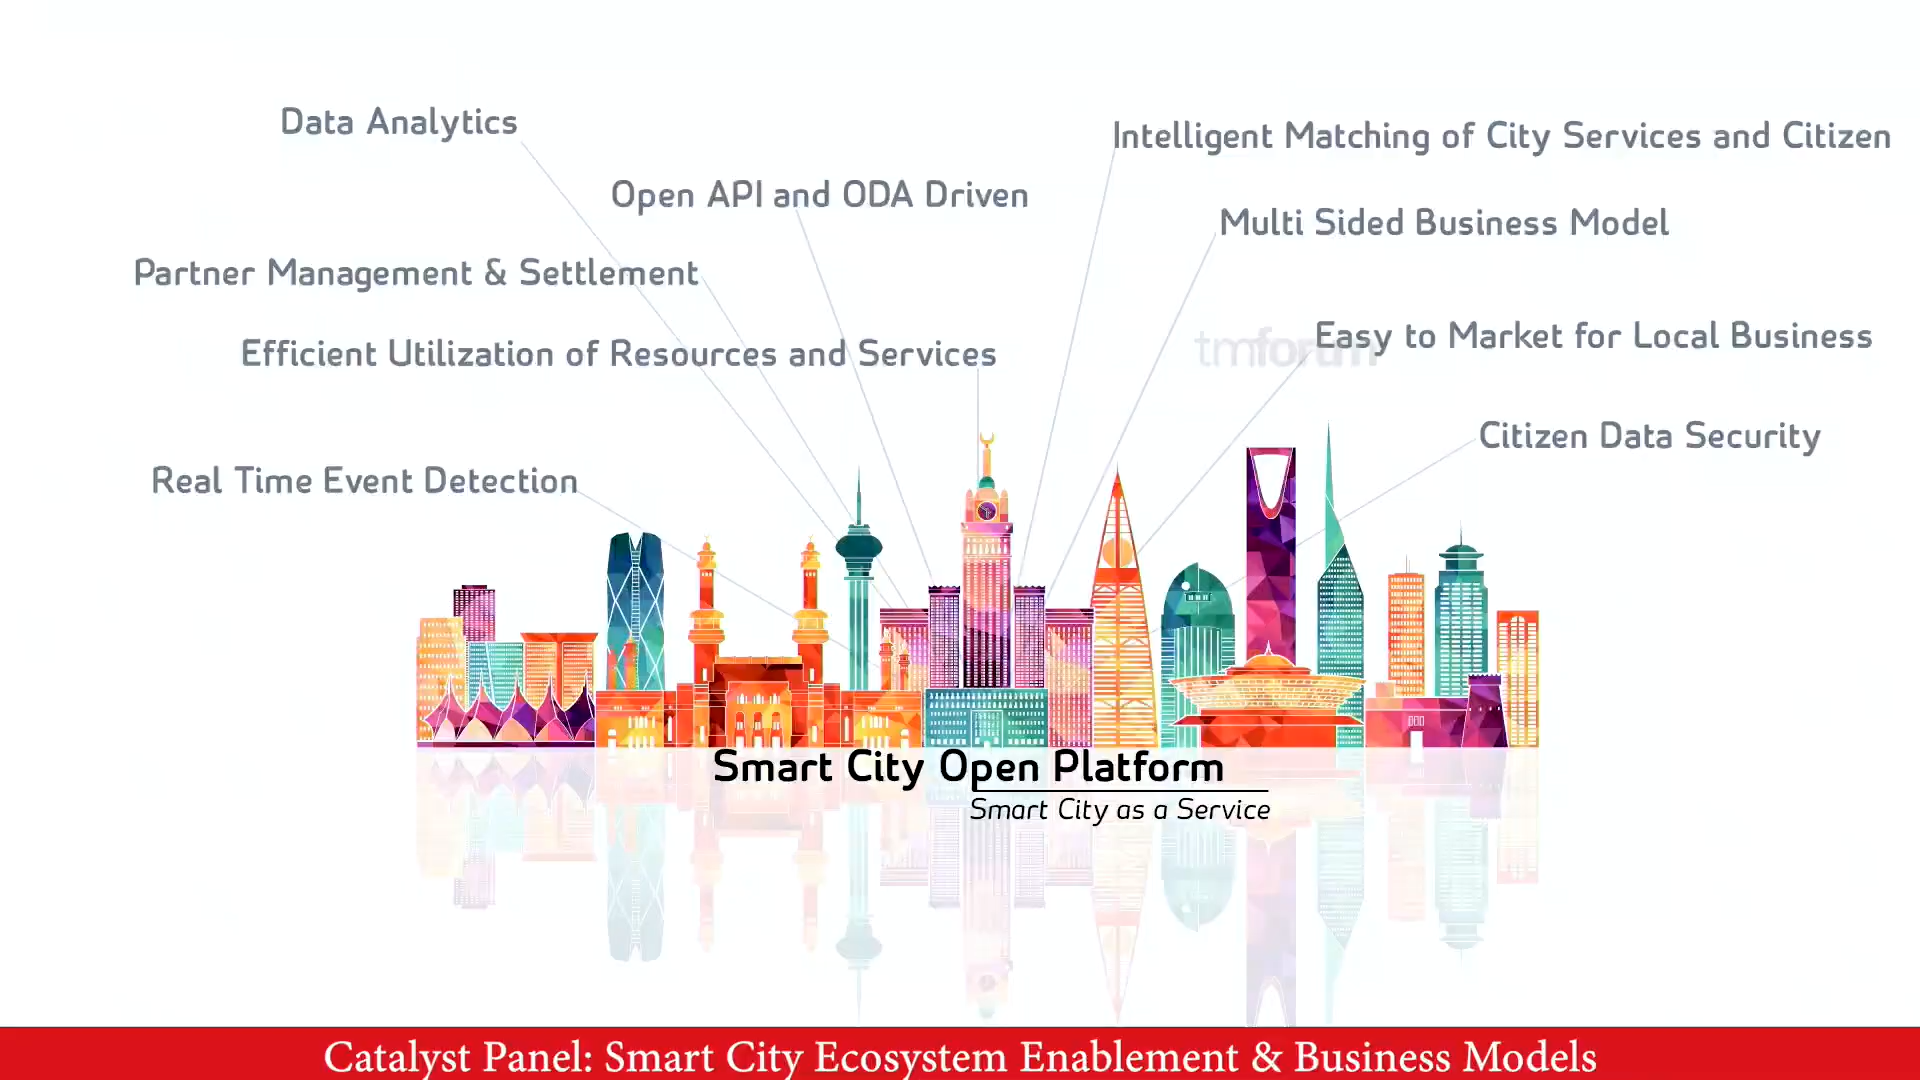 Data Analytics
Intelligent Matching of City Services and Citizen
Open API and ODA Driven
Multi Sided Business Model
Partner Management & Settlement
Easy to Market for Local Business
tmforum
Efficient Utilization of Resources and Services
Citizen Data Security
Real Time Event Detection
Smart City Open Platform
Smart City as a Service
Catalyst Panel: Smart City Ecosystem Enablement & Business Models